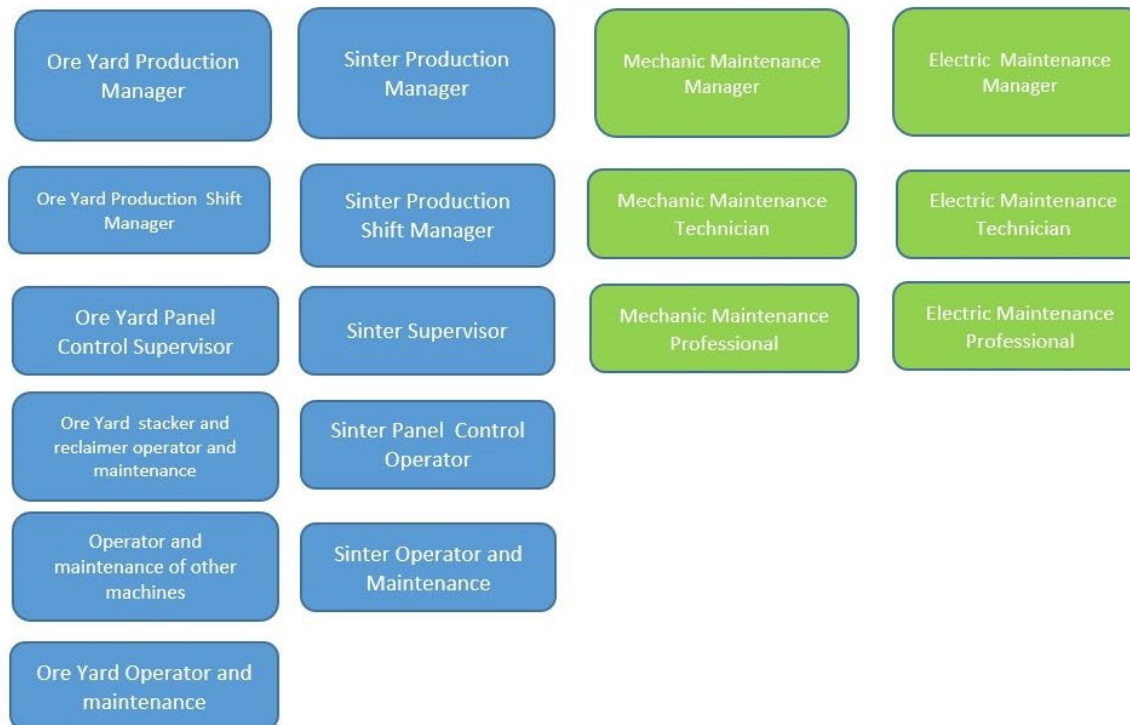 Ore Yard Production
Manager
Sinter Production
Manager
Mechanic Maintenance
Manager
Electric Maintenance
Manager
Ore Yard Production Shift
Manager
Sinter Production
Shift Manager
Mechanic Maintenance
Technician
Electric Maintenance
Technician
Ore Yard Panel
Control Supervisor
Sinter Supervisor
Mechanic Maintenance
Professional
Electric Maintenance
Professional
Ore Yard stacker and
reclaimer operator and
maintenance
Sinter Panel Control
Operator
Operator and
maintenance of other
machines
Sinter Operator and
Maintenance
Ore Yard Operator and
maintenance